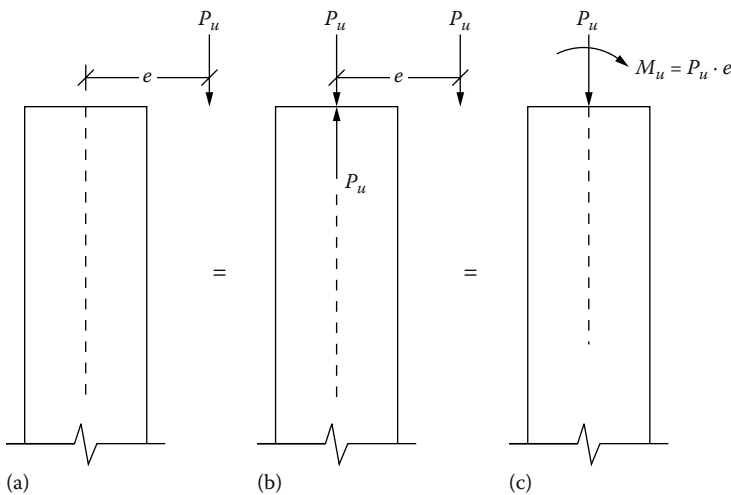 P_u
P_u
P_u
P_u
e
e
M_u = P_u · e
P_u
=
=
(a)
(b)
(c)